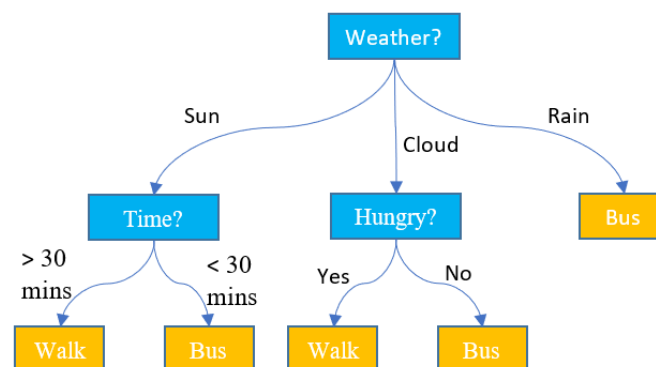 Weather?
Sun
Cloud
Rain
Time?
Hungry?
Bus
> 30
mins
< 30
mins
Yes
No
Walk
Bus
Walk
Bus